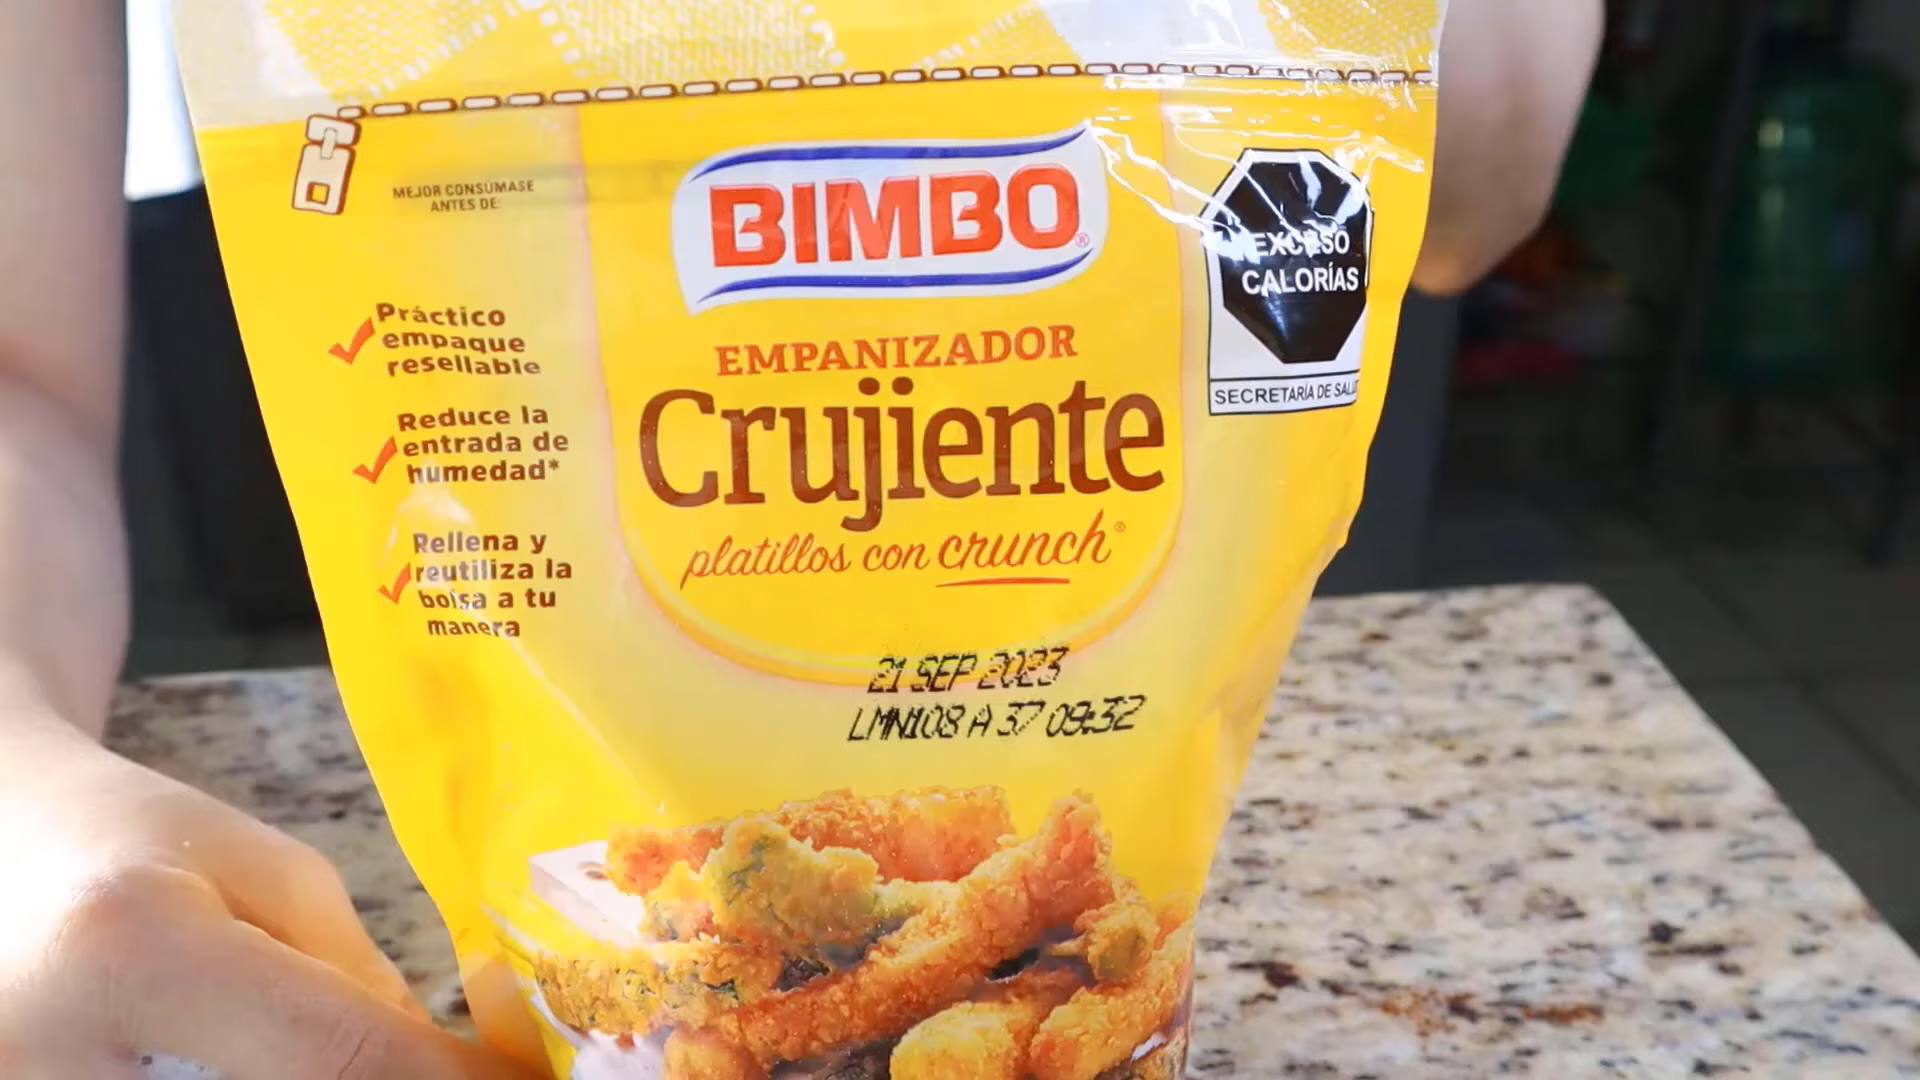 MEJOR CONSÚMASE
ANTES DE:
BIMBO®
EXCESO
CALORÍAS
SECRETARÍA DE SALUD
Práctico
empaque
resellable
Reduce la
entrada de
humedad*
Rellena y
reutiliza la
bolsa a tu
manera
EMPANIZADOR
Crujiente
platillos con crunch®
21 SEP 2023
LMN108 A 37 09:32